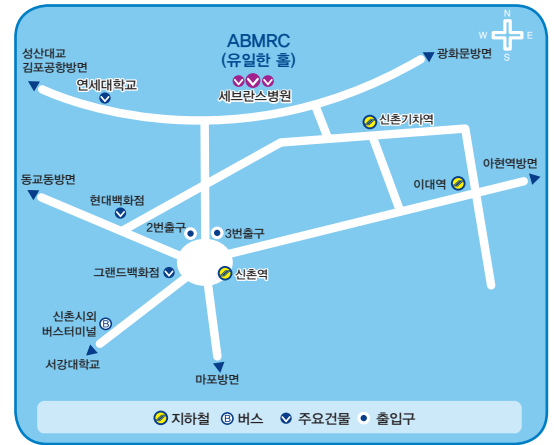 N
W E
S
ABMRC
(유일한 홀)
세브란스병원
성산대교
김포공항방면
연세대학교
광화문방면
신촌기차역
아현역방면
이대역
동교동방면
현대백화점
2번출구
3번출구
그랜드백화점
신촌역
신촌시외
버스터미널
B
서강대학교
마포방면
지하철 B 버스 주요건물 출입구